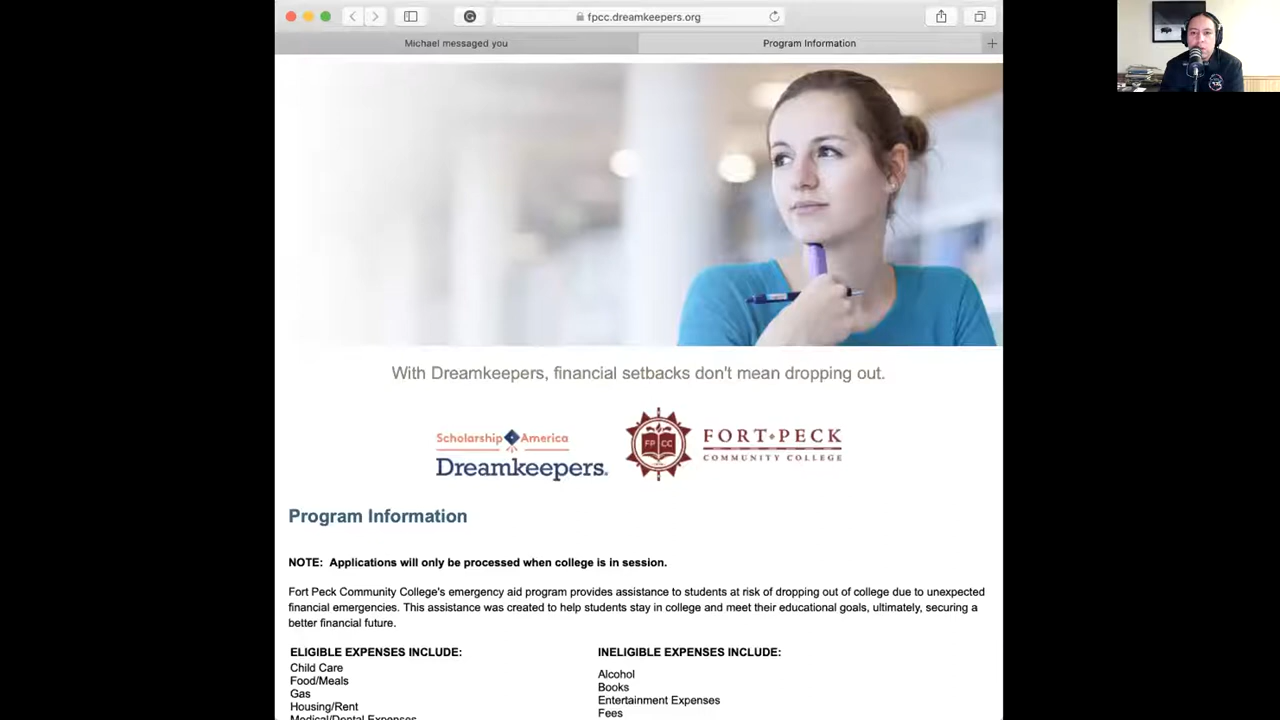 fpcc.dreamkeepers.org
Michael messaged you
Program Information
With Dreamkeepers, financial setbacks don't mean dropping out.
Scholarship America
Dreamkeepers.
FP CC
FORT PECK
COMMUNITY COLLEGE
Program Information
NOTE: Applications will only be processed when college is in session.
Fort Peck Community College's emergency aid program provides assistance to students at risk of dropping out of college due to unexpected
financial emergencies. This assistance was created to help students stay in college and meet their educational goals, ultimately, securing a
better financial future.
ELIGIBLE EXPENSES INCLUDE:
Child Care
Food/Meals
Gas
Housing/Rent
Medical/Dental Expenses
INELIGIBLE EXPENSES INCLUDE:
Alcohol
Books
Entertainment Expenses
Fees